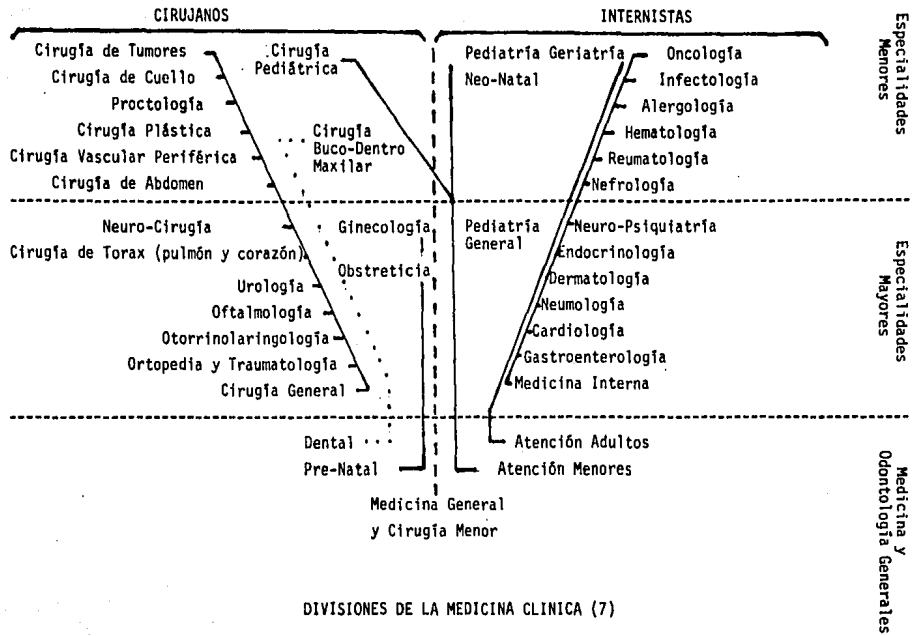 CIRUJANOS
INTERNISTAS
Cirugía de Tumores
Cirugía de Cuello
Proctología
Cirugía Plástica
Cirugía Vascular Periférica
Cirugía de Abdomen
Cirugía
Pediátrica
Cirugía
Buco-Dentro
Maxilar
Pediatría Geriatría
Neo-Natal
Oncología
Infectología
Alergología
Hematología
Reumatología
Nefrología
Especialidades
Menores
Neuro-Cirugía
Cirugía de Torax (pulmón y corazón)
Urología
Oftalmología
Otorrinolaringología
Ortopedia y Traumatología
Cirugía General
Ginecología
Obstreticia
Pediatría
General
Neuro-Psiquiatría
Endocrinología
Dermatología
Neumología
Cardiología
Gastroenterología
Medicina Interna
Especialidades
Mayores
Dental
Pre-Natal
Atención Adultos
Atención Menores
Medicina General
y Cirugía Menor
Medicina y
Odontología Generales
DIVISIONES DE LA MEDICINA CLINICA (7)